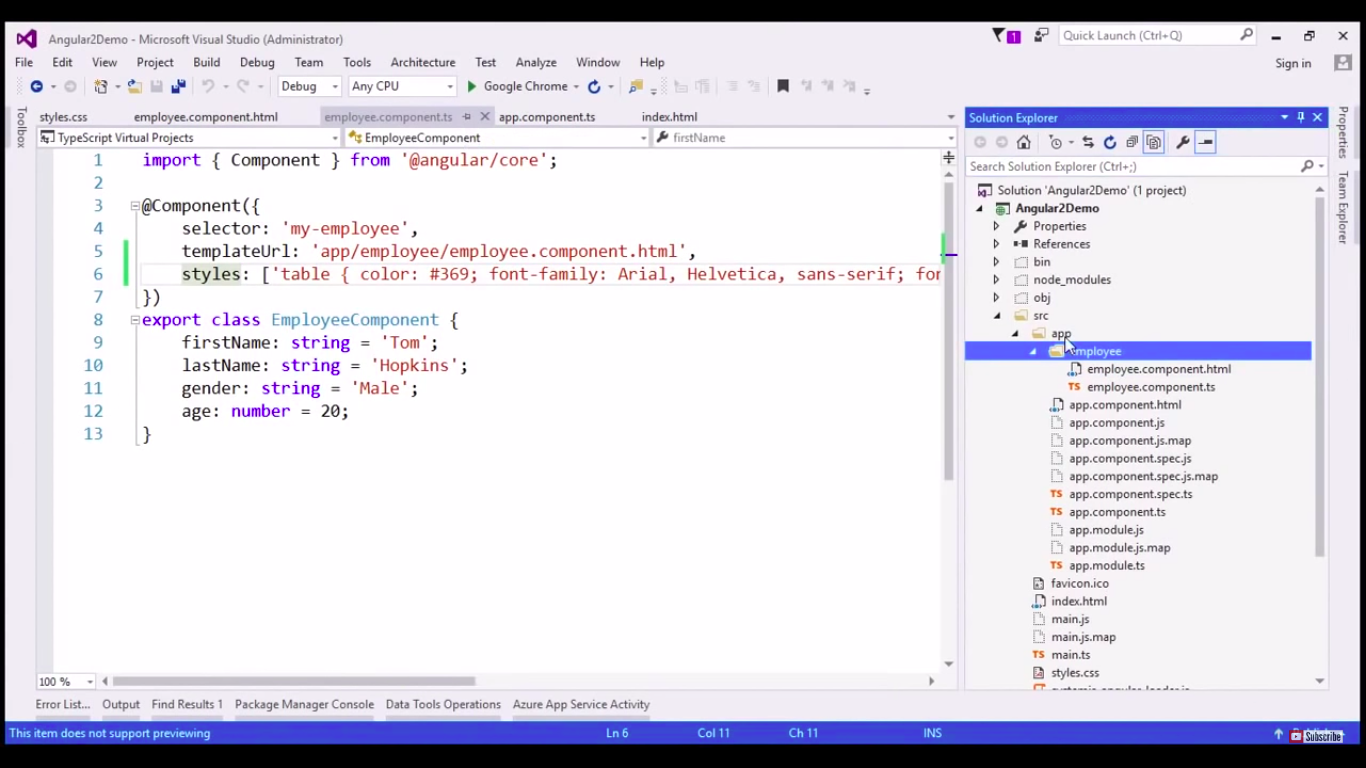 Angular2Demo - Microsoft Visual Studio (Administrator)
1
Quick Launch (Ctrl+Q)
File Edit View Project Build Debug Team Tools Architecture Test Analyze Window Help
Sign in
Debug Any CPU Google Chrome
Toolbox
styles.css employee.component.html employee.component.ts app.component.ts index.html
TypeScript Virtual Projects EmployeeComponent firstName
1 import { Component } from '@angular/core';
2
3 @Component({
4 selector: 'my-employee',
5 templateUrl: 'app/employee/employee.component.html',
6 styles: ['table { color: #369; font-family: Arial, Helvetica, sans-serif; fon
7 })
8 export class EmployeeComponent {
9 firstName: string = 'Tom';
10 lastName: string = 'Hopkins';
11 gender: string = 'Male';
12 age: number = 20;
13 }
100 %
Solution Explorer
Search Solution Explorer (Ctrl+;)
Solution 'Angular2Demo' (1 project)
Angular2Demo
Properties
References
bin
node_modules
obj
src
app
employee
employee.component.html
TS employee.component.ts
app.component.html
app.component.js
app.component.js.map
app.component.spec.js
app.component.spec.js.map
TS app.component.spec.ts
TS app.component.ts
app.module.js
app.module.js.map
TS app.module.ts
favicon.ico
index.html
main.js
main.js.map
TS main.ts
styles.css
Properties
Team Explorer
Error List... Output Find Results 1 Package Manager Console Data Tools Operations Azure App Service Activity
This item does not support previewing Ln 6 Col 11 Ch 11 INS
Subscribe